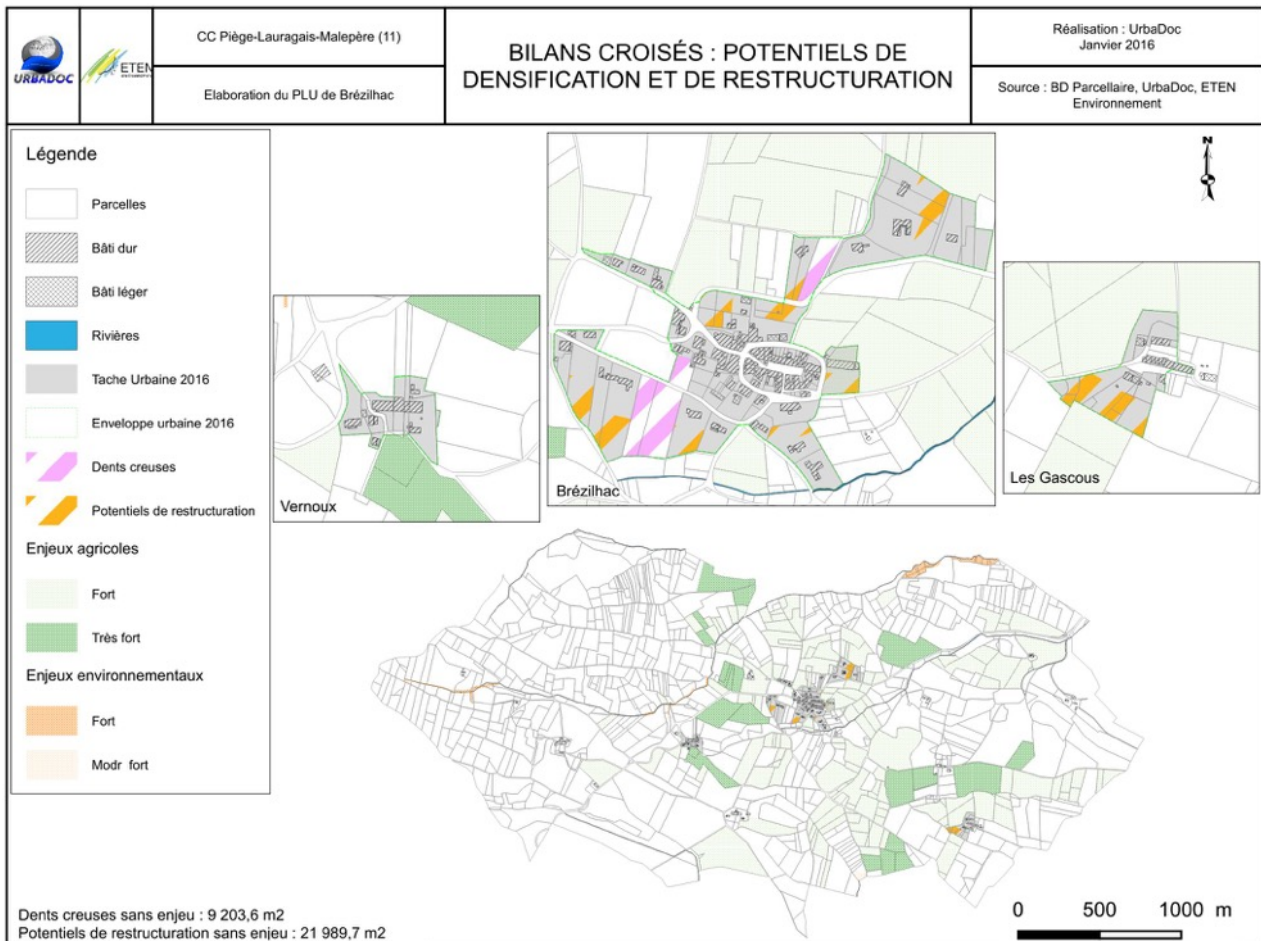 URBADOC
ETEN
CC Piège-Lauragais-Malepère (11)
Elaboration du PLU de Brézilhac
BILANS CROISÉS : POTENTIELS DE
DENSIFICATION ET DE RESTRUCTURATION
Réalisation : UrbaDoc
Janvier 2016
Source : BD Parcellaire, UrbaDoc, ETEN
Environnement
Légende
Parcelles
Bâti dur
Bâti léger
Rivières
Tache Urbaine 2016
Enveloppe urbaine 2016
Dents creuses
Potentiels de restructuration
Enjeux agricoles
Fort
Très fort
Enjeux environnementaux
Fort
Modr fort
Vernoux
Brézilhac
N
Les Gascous
Dents creuses sans enjeu : 9 203,6 m2
Potentiels de restructuration sans enjeu : 21 989,7 m2
0 500 1000 m